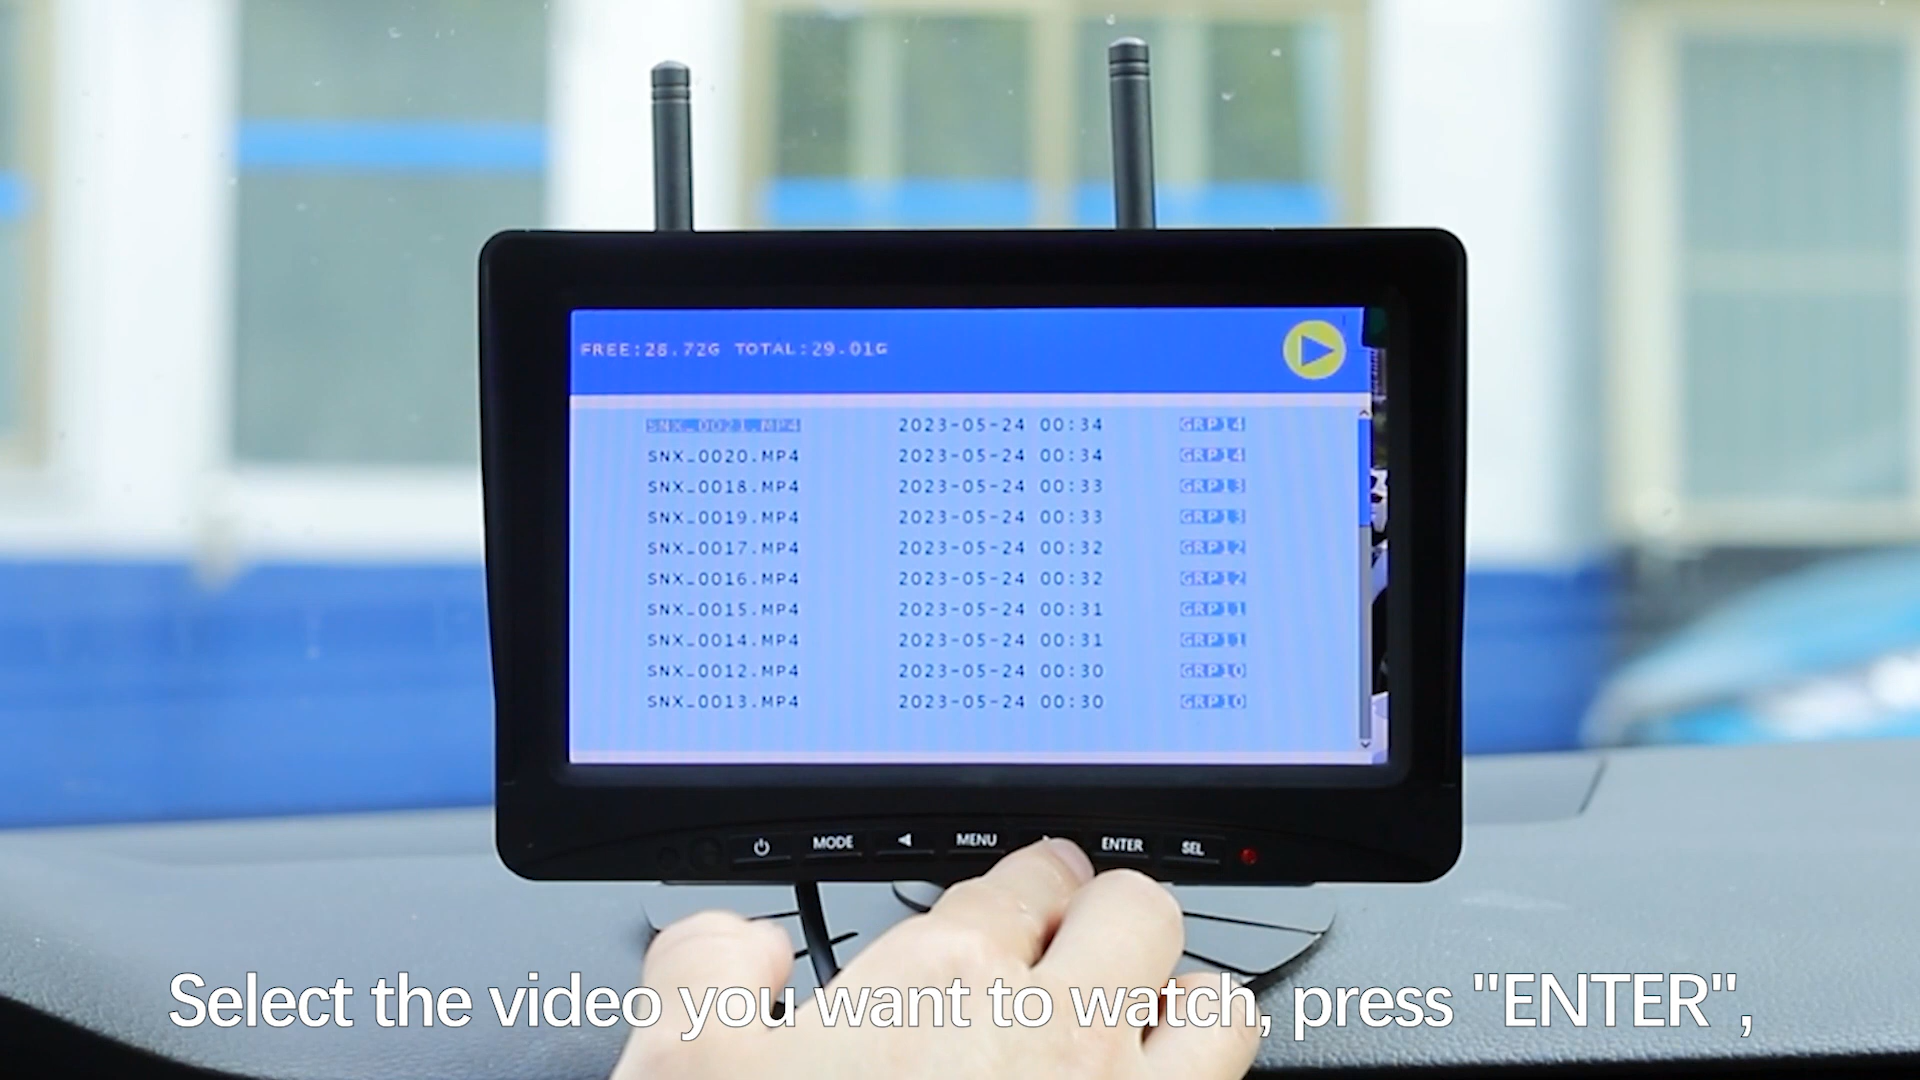 FREE:28.72G TOTAL:29.01G
SNX_0021.MP4 2023-05-24 00:34 GRP14
SNX_0020.MP4 2023-05-24 00:34 GRP14
SNX_0018.MP4 2023-05-24 00:33 GRP13
SNX_0019.MP4 2023-05-24 00:33 GRP13
SNX_0017.MP4 2023-05-24 00:32 GRP12
SNX_0016.MP4 2023-05-24 00:32 GRP12
SNX_0015.MP4 2023-05-24 00:31 GRP11
SNX_0014.MP4 2023-05-24 00:31 GRP11
SNX_0012.MP4 2023-05-24 00:30 GRP10
SNX_0013.MP4 2023-05-24 00:30 GRP10
MODE MENU ENTER SEL
Select the video you want to watch, press "ENTER",